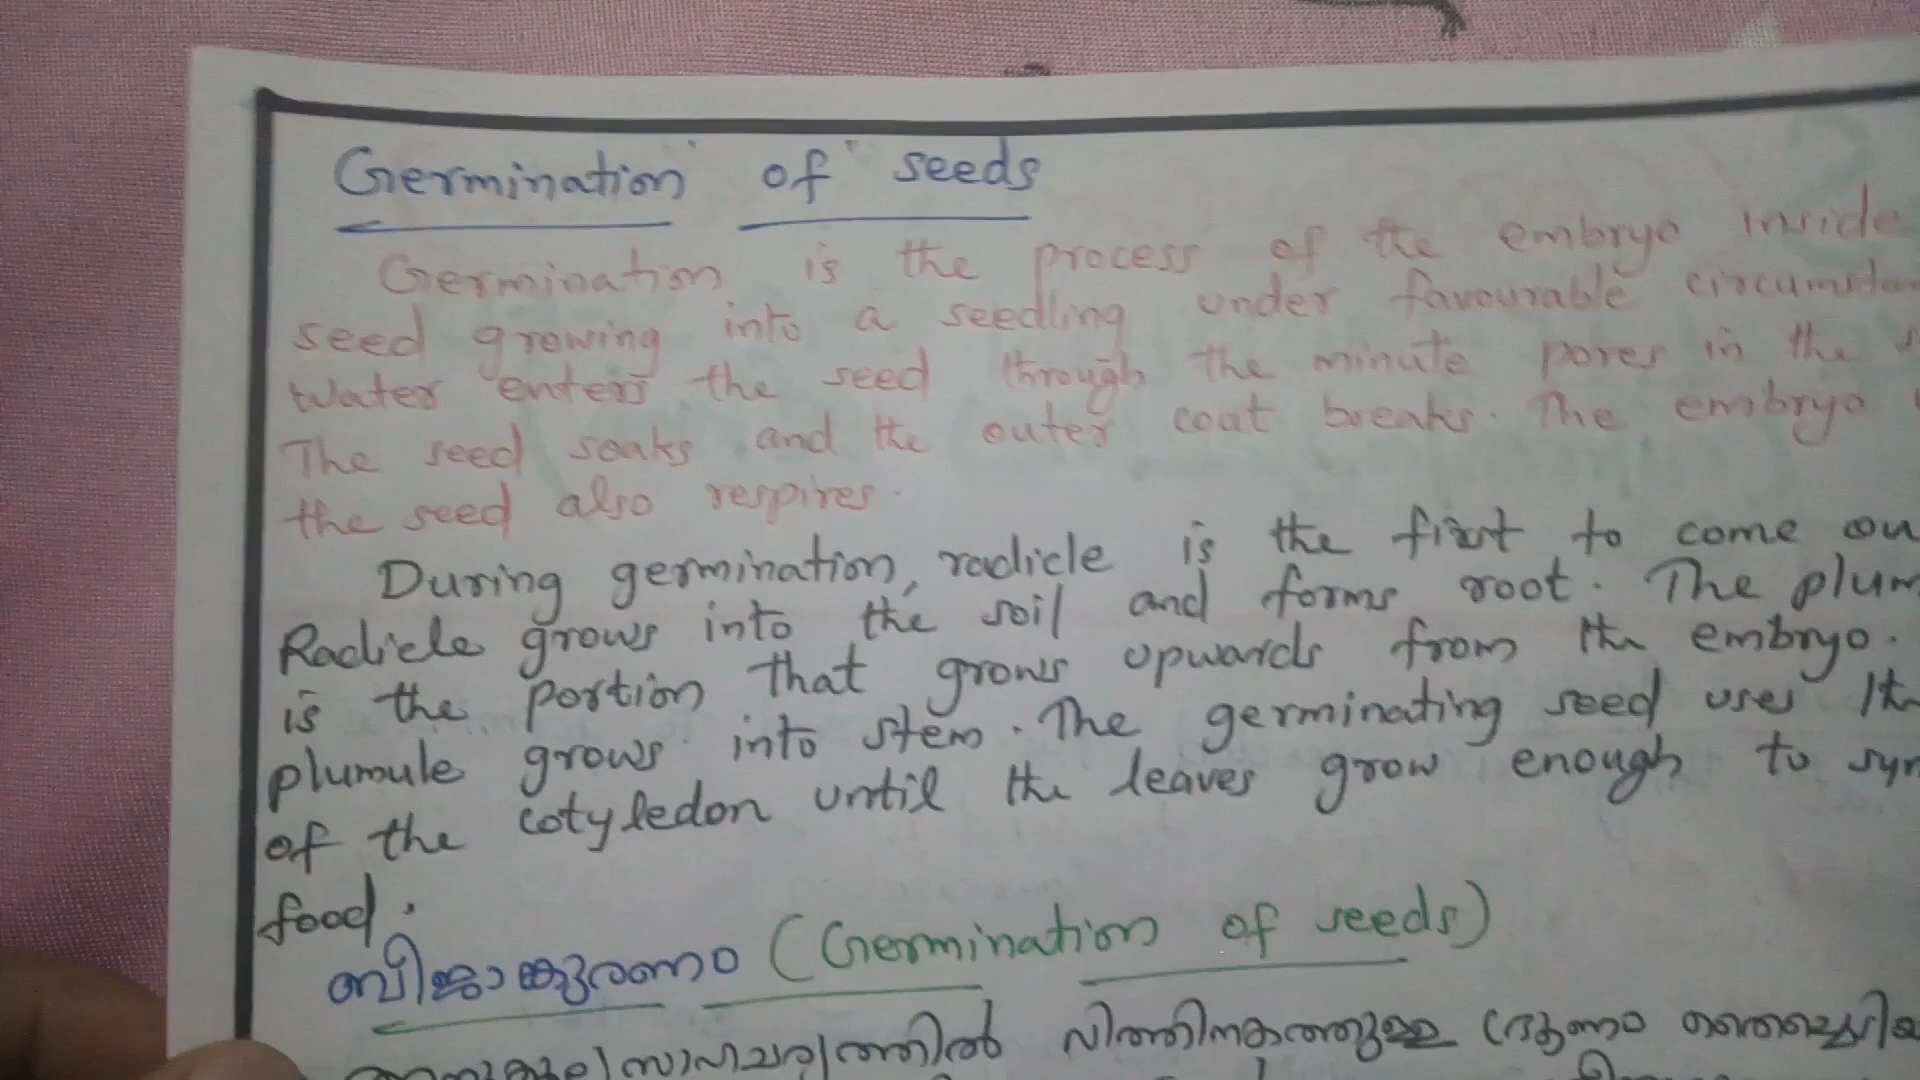 Germination of seeds
Germination is the process of the embryo inside
seed growing into a seedling under favourable
Water enters the seed through the minute pores in the
The seed soaks and the outer coat breaks. The embryo
the seed also respires.
During germination, radicle is the first to come
Radicle grows into the soil and forms root. The
is the portion that grows upwards from the embryo.
plumule grows into stem. The germinating seed uses
of the cotyledon until the leaves grow enough to
food.
ബീജാങ്കുരണം (Germination of seeds)
വിത്തിനകത്തുള്ള ഭ്രൂണം